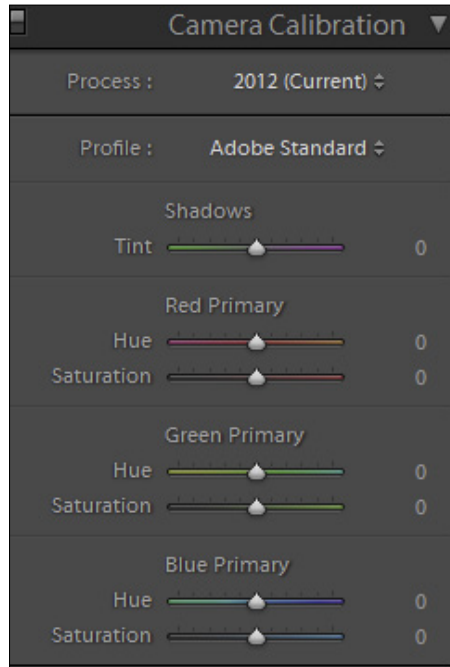 Camera Calibration
Process : 2012 (Current)
Profile : Adobe Standard
Shadows
Tint 0
Red Primary
Hue 0
Saturation 0
Green Primary
Hue 0
Saturation 0
Blue Primary
Hue 0
Saturation 0